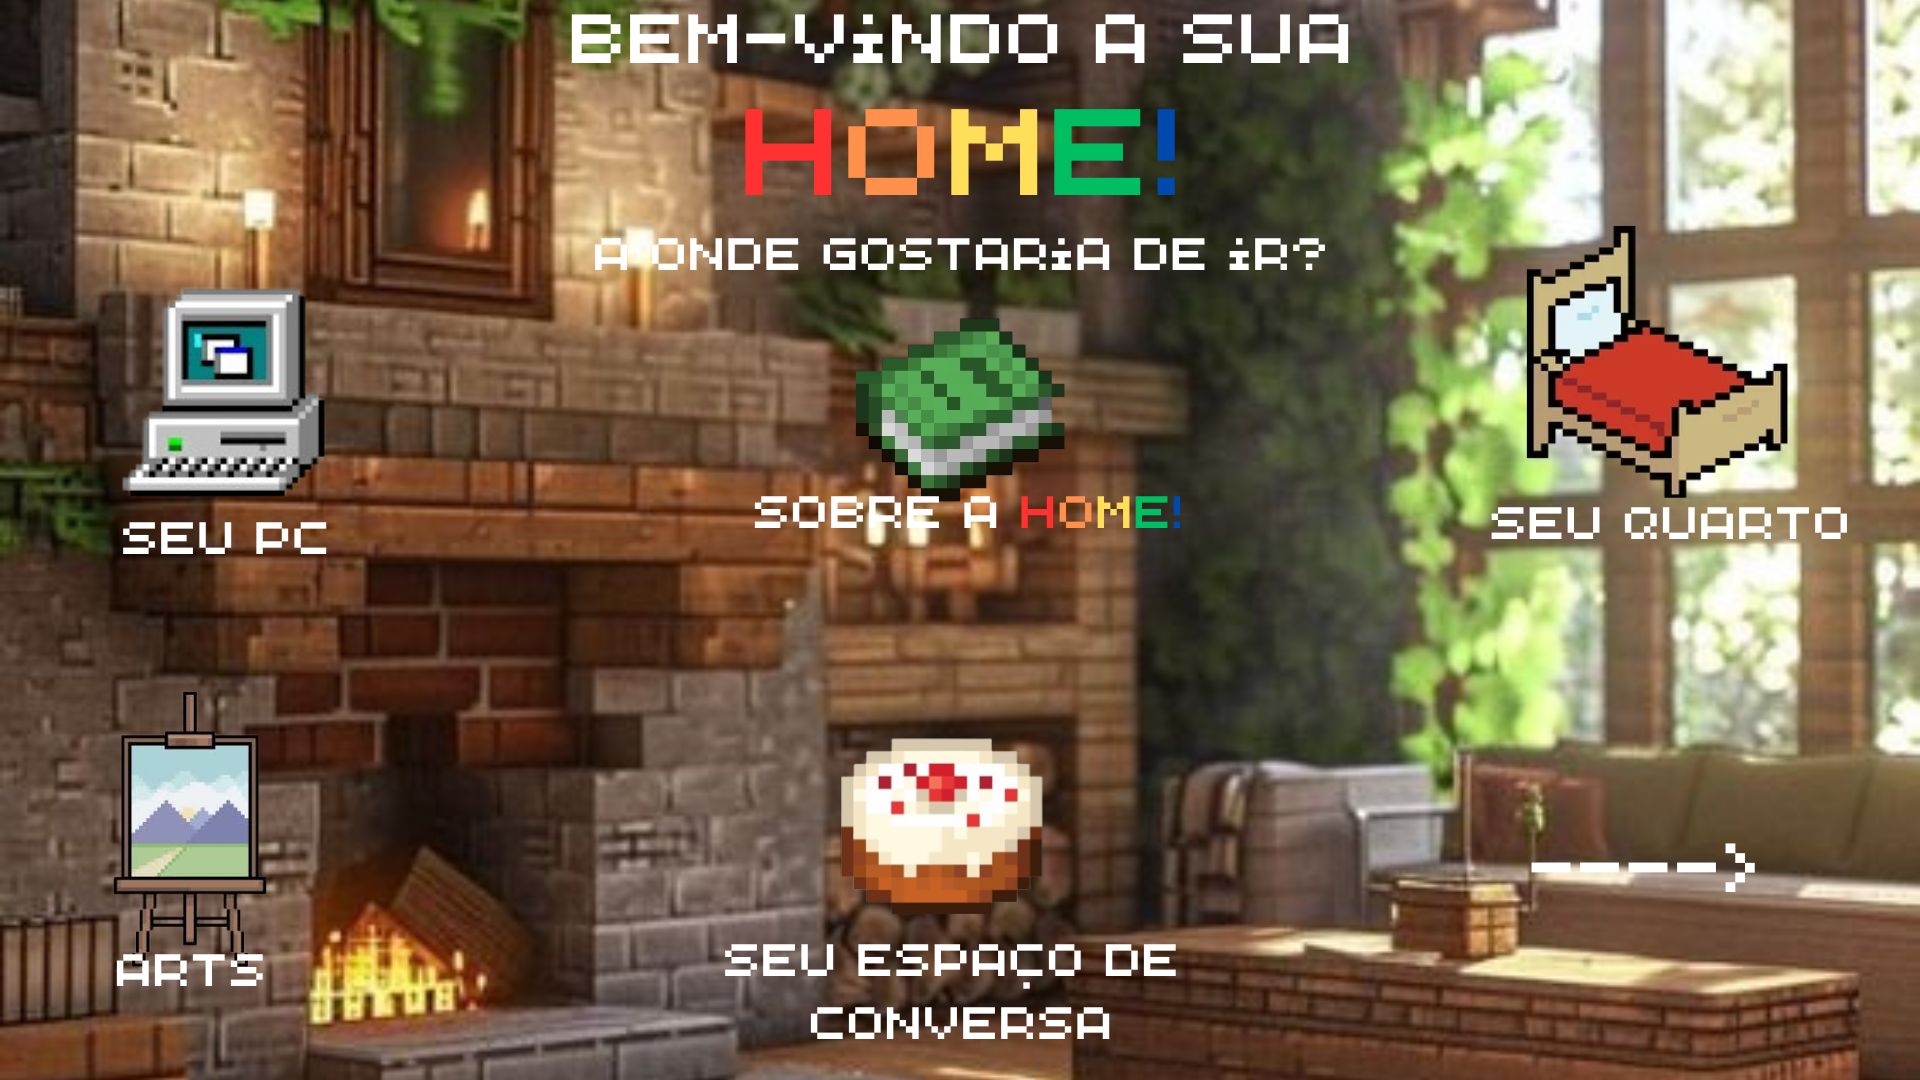 BEM-ViNDO A SUA
HOME!
A ONDE GOSTARiA DE iR?
SEU PC
SOBRE A HOME!
SEU QUARTO
ARTS
SEU ESPAÇO DE
CONVERSA